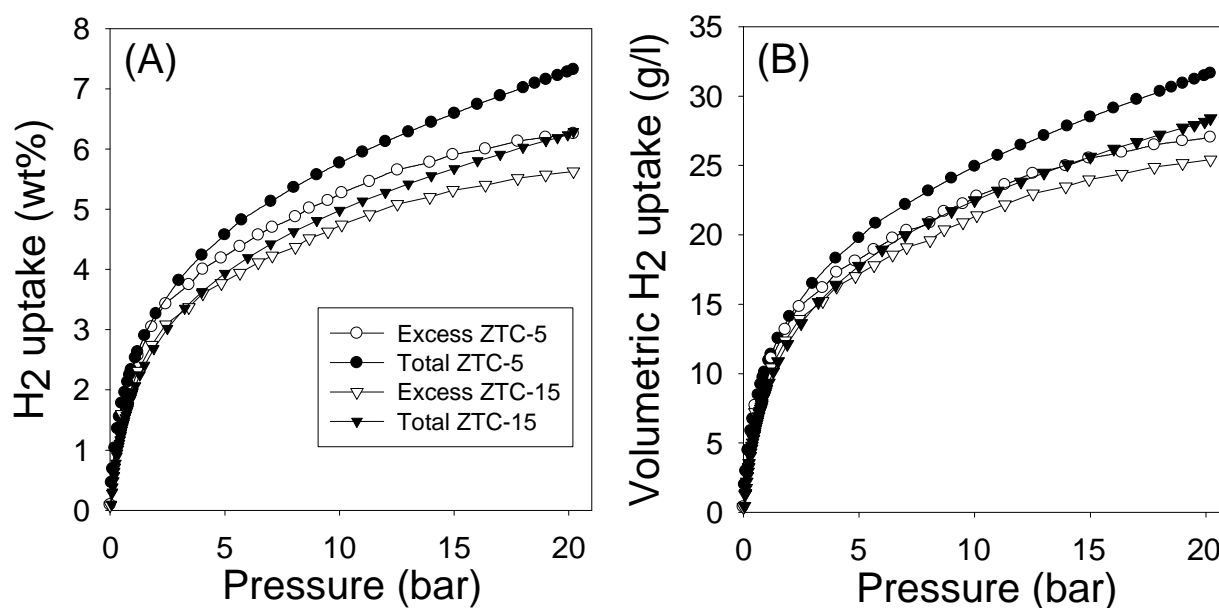 (A)
H2 uptake (wt%)
8
7
6
5
4
3
2
1
0
Excess ZTC-5
Total ZTC-5
Excess ZTC-15
Total ZTC-15
0 5 10 15 20
Pressure (bar)
(B)
Volumetric H2 uptake (g/l)
35
30
25
20
15
10
5
0
0 5 10 15 20
Pressure (bar)